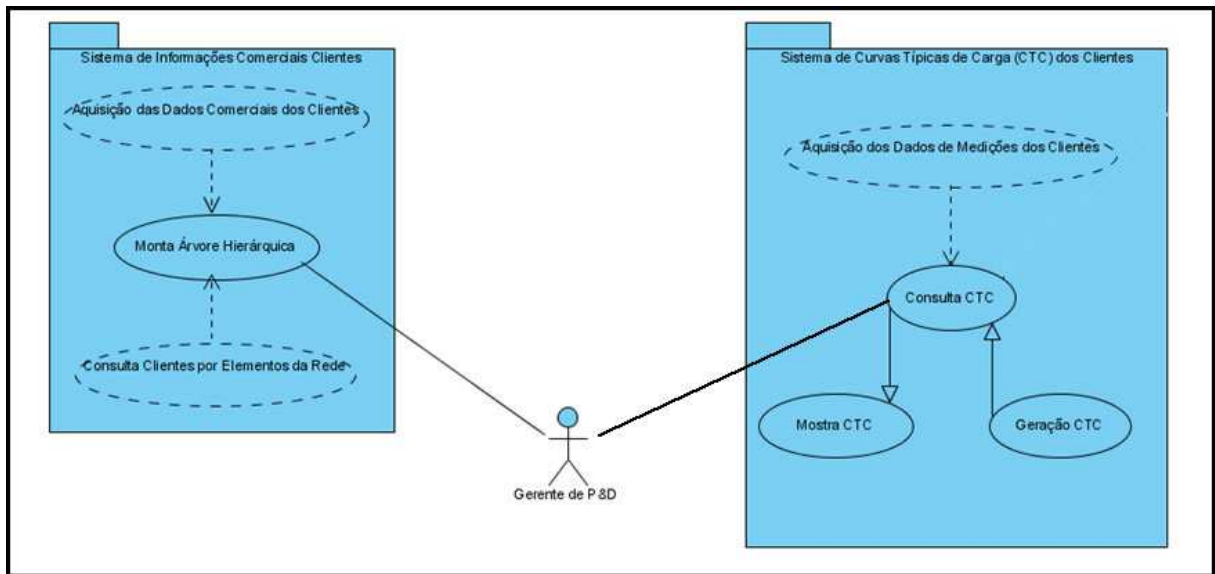 Sistema de Informações Comerciais Clientes
Aquisição das Dados Comerciais dos Clientes
Monta Árvore Hierárquica
Consulta Clientes por Elementos da Rede
Gerente de P&D
Sistema de Curvas Típicas de Carga (CTC) dos Clientes
Aquisição dos Dados de Medições dos Clientes
Consulta CTC
Mostra CTC
Geração CTC